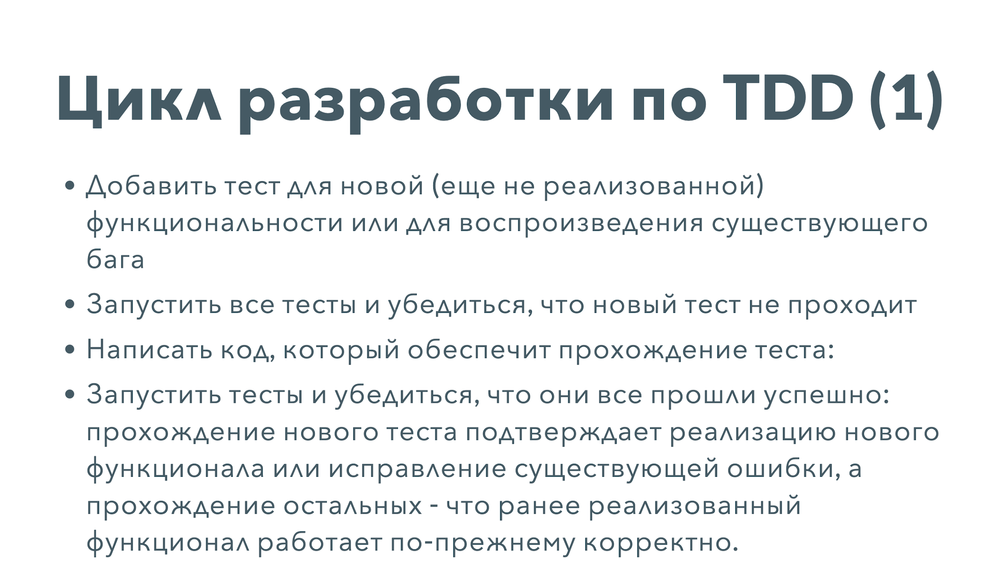 Цикл разработки по TDD (1)
• Добавить тест для новой (еще не реализованной)
функциональности или для воспроизведения существующего
бага
• Запустить все тесты и убедиться, что новый тест не проходит
• Написать код, который обеспечит прохождение теста:
• Запустить тесты и убедиться, что они все прошли успешно:
прохождение нового теста подтверждает реализацию нового
функционала или исправление существующей ошибки, а
прохождение остальных - что ранее реализованный
функционал работает по-прежнему корректно.